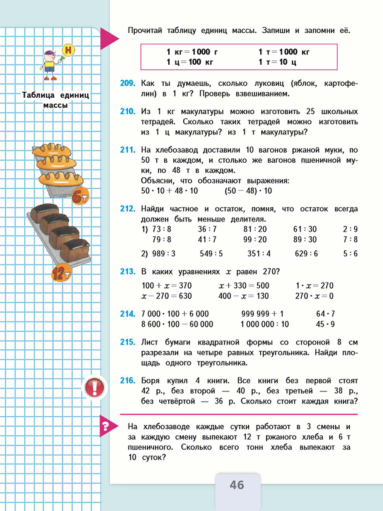 Прочитай таблицу единиц массы. Запиши и запомни её.
1 кг = 1000 г 1 т = 1000 кг
1 ц = 100 кг 1 т = 10 ц
Н
Таблица единиц
массы
6 т
12 т
209. Как ты думаешь, сколько луковиц (яблок, картофе-
лин) в 1 кг? Проверь взвешиванием.
210. Из 1 кг макулатуры можно изготовить 25 школьных
тетрадей. Сколько таких тетрадей можно изготовить
из 1 ц макулатуры? из 1 т макулатуры?
211. На хлебозавод доставили 10 вагонов ржаной муки, по
50 т в каждом, и столько же вагонов пшеничной му-
ки, по 48 т в каждом.
Объясни, что обозначают выражения:
50 · 10 + 48 · 10 (50 − 48) · 10
212. Найди частное и остаток, помня, что остаток всегда
должен быть меньше делителя.
1) 73 : 8 36 : 7 81 : 20 61 : 30 2 : 9
79 : 8 41 : 7 99 : 20 89 : 30 7 : 8
2) 989 : 3 549 : 5 351 : 4 629 : 6 5 : 6
213. В каких уравнениях x равен 270?
100 + x = 370 x + 330 = 500 1 · x = 270
x − 270 = 630 400 − x = 130 270 · x = 0
214. 7 000 · 100 + 6 000 999 999 + 1 64 · 7
8 600 · 100 − 60 000 1 000 000 : 10 45 · 9
215. Лист бумаги квадратной формы со стороной 8 см
разрезали на четыре равных треугольника. Найди пло-
щадь одного треугольника.
! 216. Боря купил 4 книги. Все книги без первой стоят
42 р., без второй — 40 р., без третьей — 38 р.,
без четвёртой — 36 р. Сколько стоит каждая книга?
? На хлебозаводе каждые сутки работают в 3 смены и
за каждую смену выпекают 12 т ржаного хлеба и 6 т
пшеничного. Сколько всего тонн хлеба выпекают за
10 суток?
46